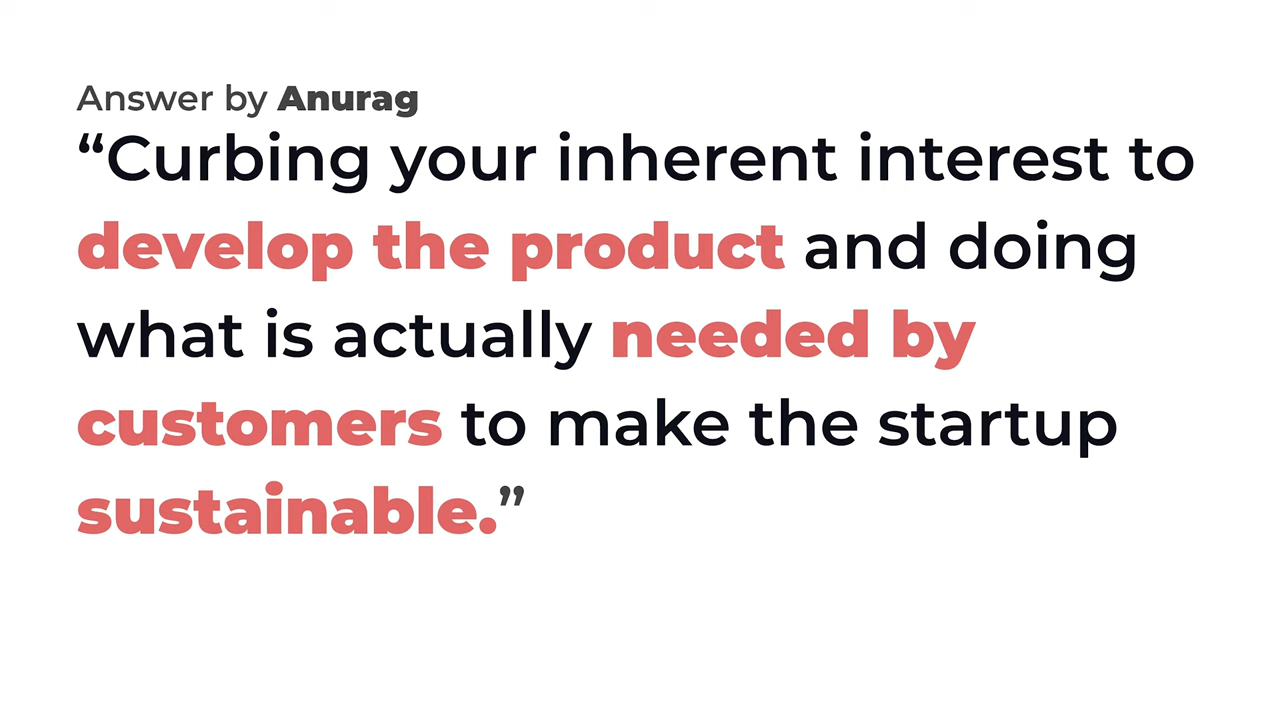 Answer by Anurag
“Curbing your inherent interest to
develop the product and doing
what is actually needed by
customers to make the startup
sustainable.”